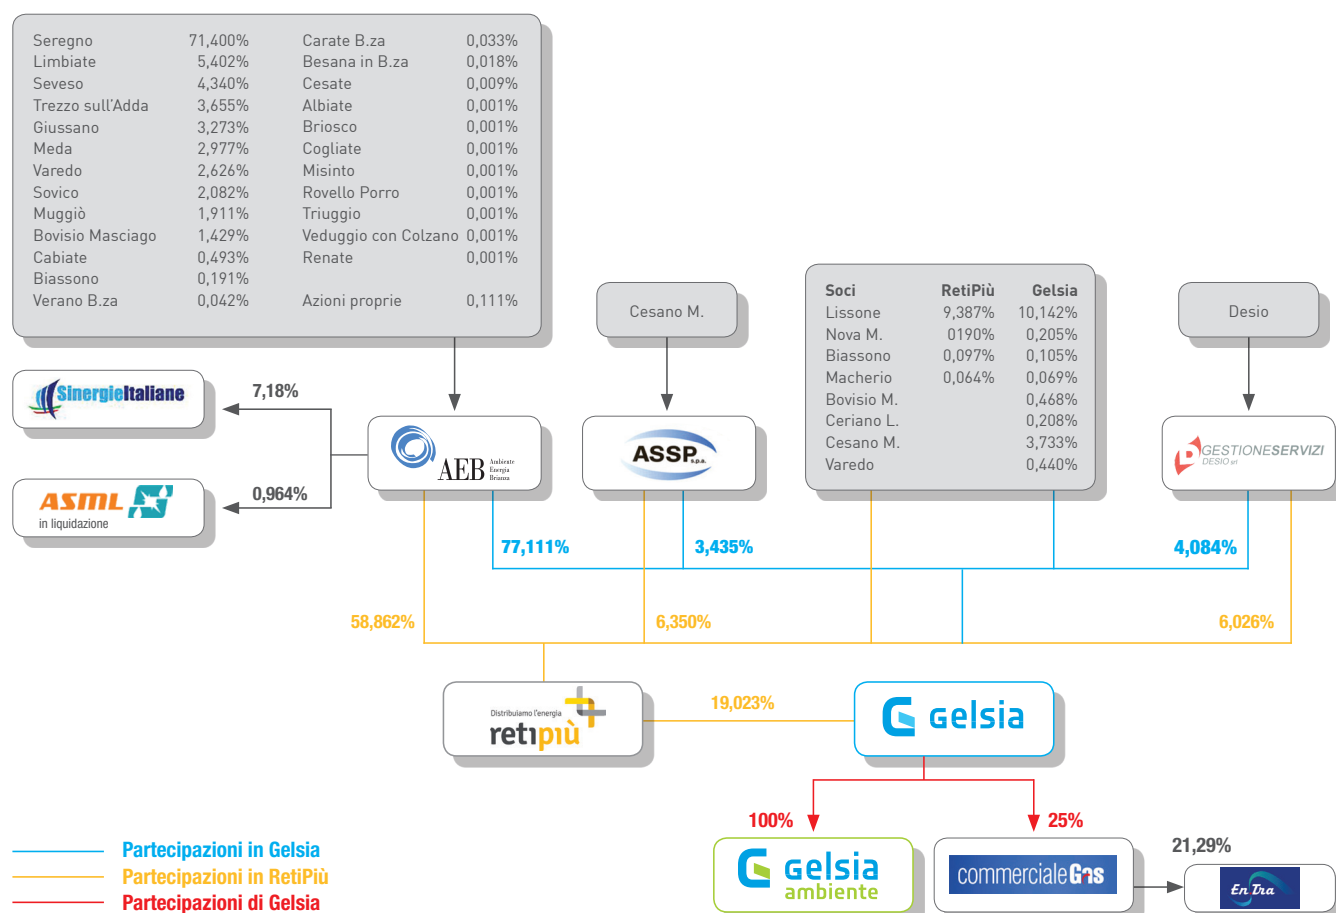 Seregno 71,400% Carate B.za 0,033%
Limbiate 5,402% Besana in B.za 0,018%
Seveso 4,340% Cesate 0,009%
Trezzo sull'Adda 3,655% Albiate 0,001%
Giussano 3,273% Briosco 0,001%
Meda 2,977% Cogliate 0,001%
Varedo 2,626% Misinto 0,001%
Sovico 2,082% Rovello Porro 0,001%
Muggiò 1,911% Triuggio 0,001%
Bovisio Masciago 1,429% Veduggio con Colzano 0,001%
Cabiate 0,493% Renate 0,001%
Biassono 0,191%
Verano B.za 0,042% Azioni proprie 0,111%
Cesano M.
Soci RetiPiù Gelsia
Lissone 9,387% 10,142%
Nova M. 0190% 0,205%
Biassono 0,097% 0,105%
Macherio 0,064% 0,069%
Bovisio M. 0,468%
Ceriano L. 0,208%
Cesano M. 3,733%
Varedo 0,440%
Desio
SinergieItaliane
7,18%
AEB Ambiente
Energia
Brianza
ASSP s.p.a.
GESTIONESERVIZI
DESIO srl
ASML
in liquidazione
0,964%
77,111%
3,435%
4,084%
58,862%
6,350%
6,026%
Distribuiamo l'energia
retipiù
19,023%
Gelsia
100%
25%
Gelsia
ambiente
commerciale Gas
21,29%
EnTra
Partecipazioni in Gelsia
Partecipazioni in RetiPiù
Partecipazioni di Gelsia